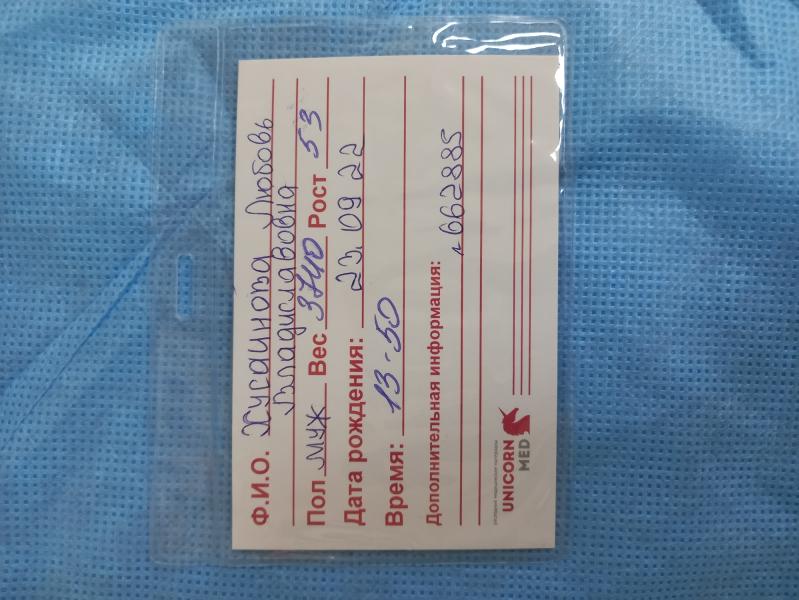 Ф.И.О. Хусаинова Любовь
Владиславовна
Пол муж Вес 3740 Рост 53
Дата рождения: 23.09 22
Время: 13-50
Дополнительная информация:
662885
UNICORN
MED